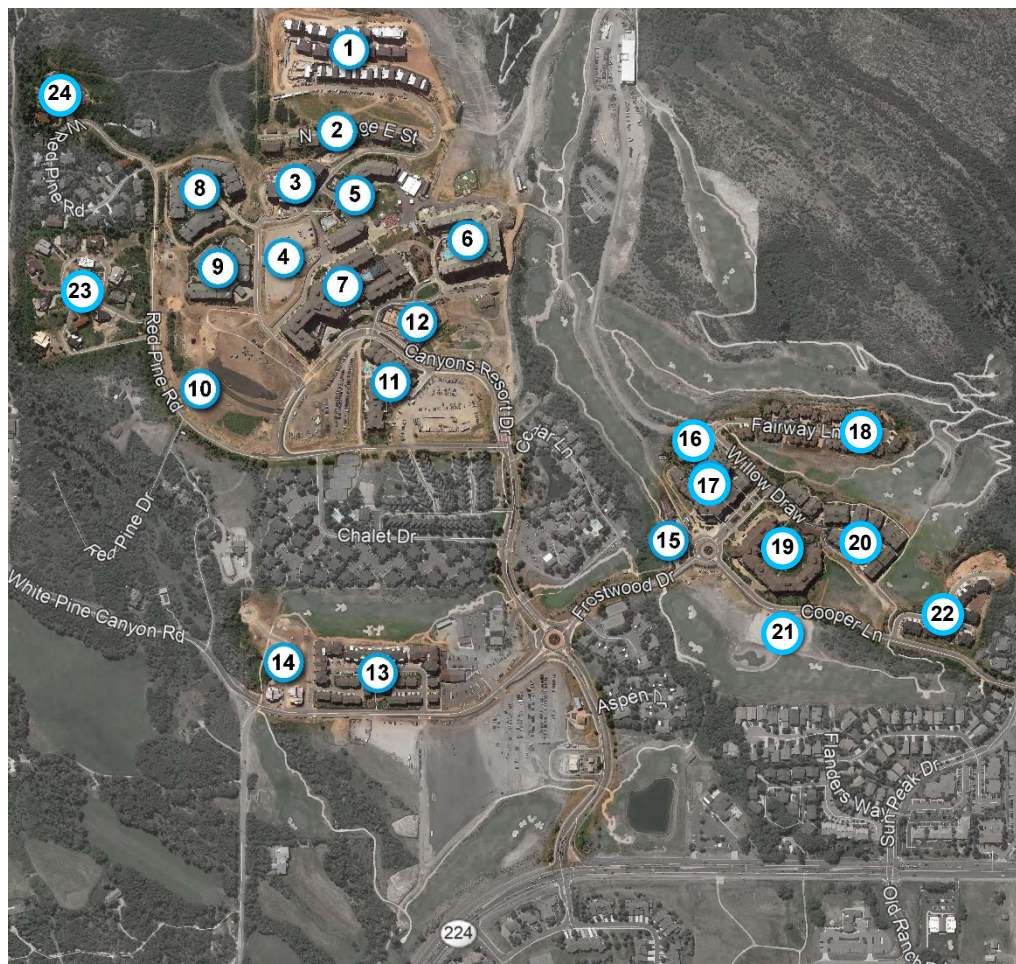 1
24
2
N
ge E St
W Red Pine Rd
3
5
8
6
4
9
7
23
12
Red Pine Rd
Canyons Resort Dr
11
10
16
Fairway Ln
18
Willow Draw
17
Red Pine Dr
Chalet Dr
15
19
20
Frostwood Dr
White Pine Canyon Rd
Cooper Ln
22
21
14
13
Aspen
Flanders Way
Sun Peak Dr
Old Ranch
224